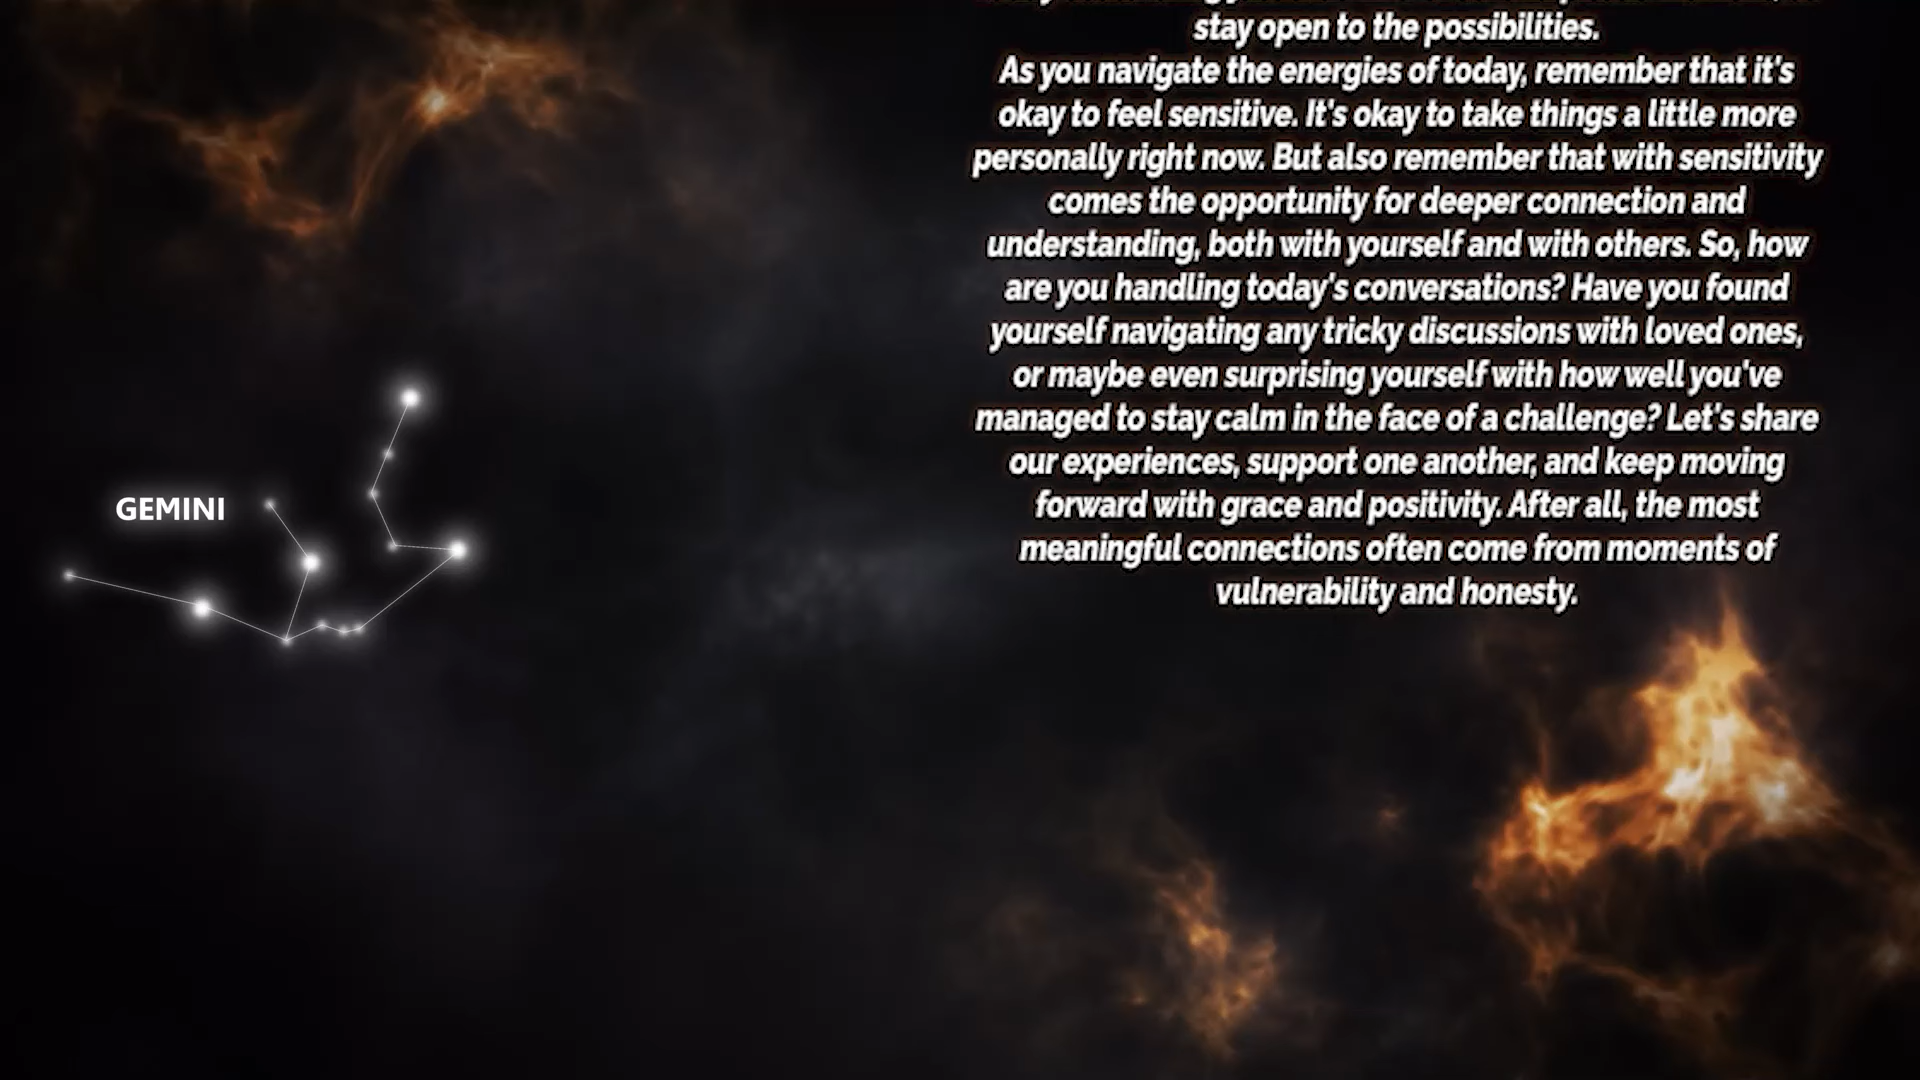 stay open to the possibilities.
As you navigate the energies of today, remember that it's
okay to feel sensitive. It's okay to take things a little more
personally right now. But also remember that with sensitivity
comes the opportunity for deeper connection and
understanding, both with yourself and with others. So, how
are you handling today's conversations? Have you found
yourself navigating any tricky discussions with loved ones,
or maybe even surprising yourself with how well you've
managed to stay calm in the face of a challenge? Let's share
our experiences, support one another, and keep moving
forward with grace and positivity. After all, the most
meaningful connections often come from moments of
vulnerability and honesty.
GEMINI